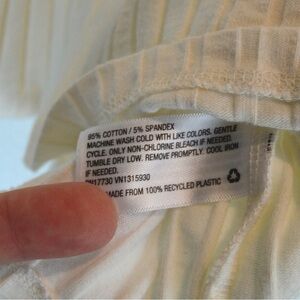 95% COTTON / 5% SPANDEX
MACHINE WASH COLD WITH LIKE COLORS. GENTLE
CYCLE. ONLY NON-CHLORINE BLEACH IF NEEDED.
TUMBLE DRY LOW. REMOVE PROMPTLY. COOL IRON
IF NEEDED.
17730 VN1315930
MADE FROM 100% RECYCLED PLASTIC